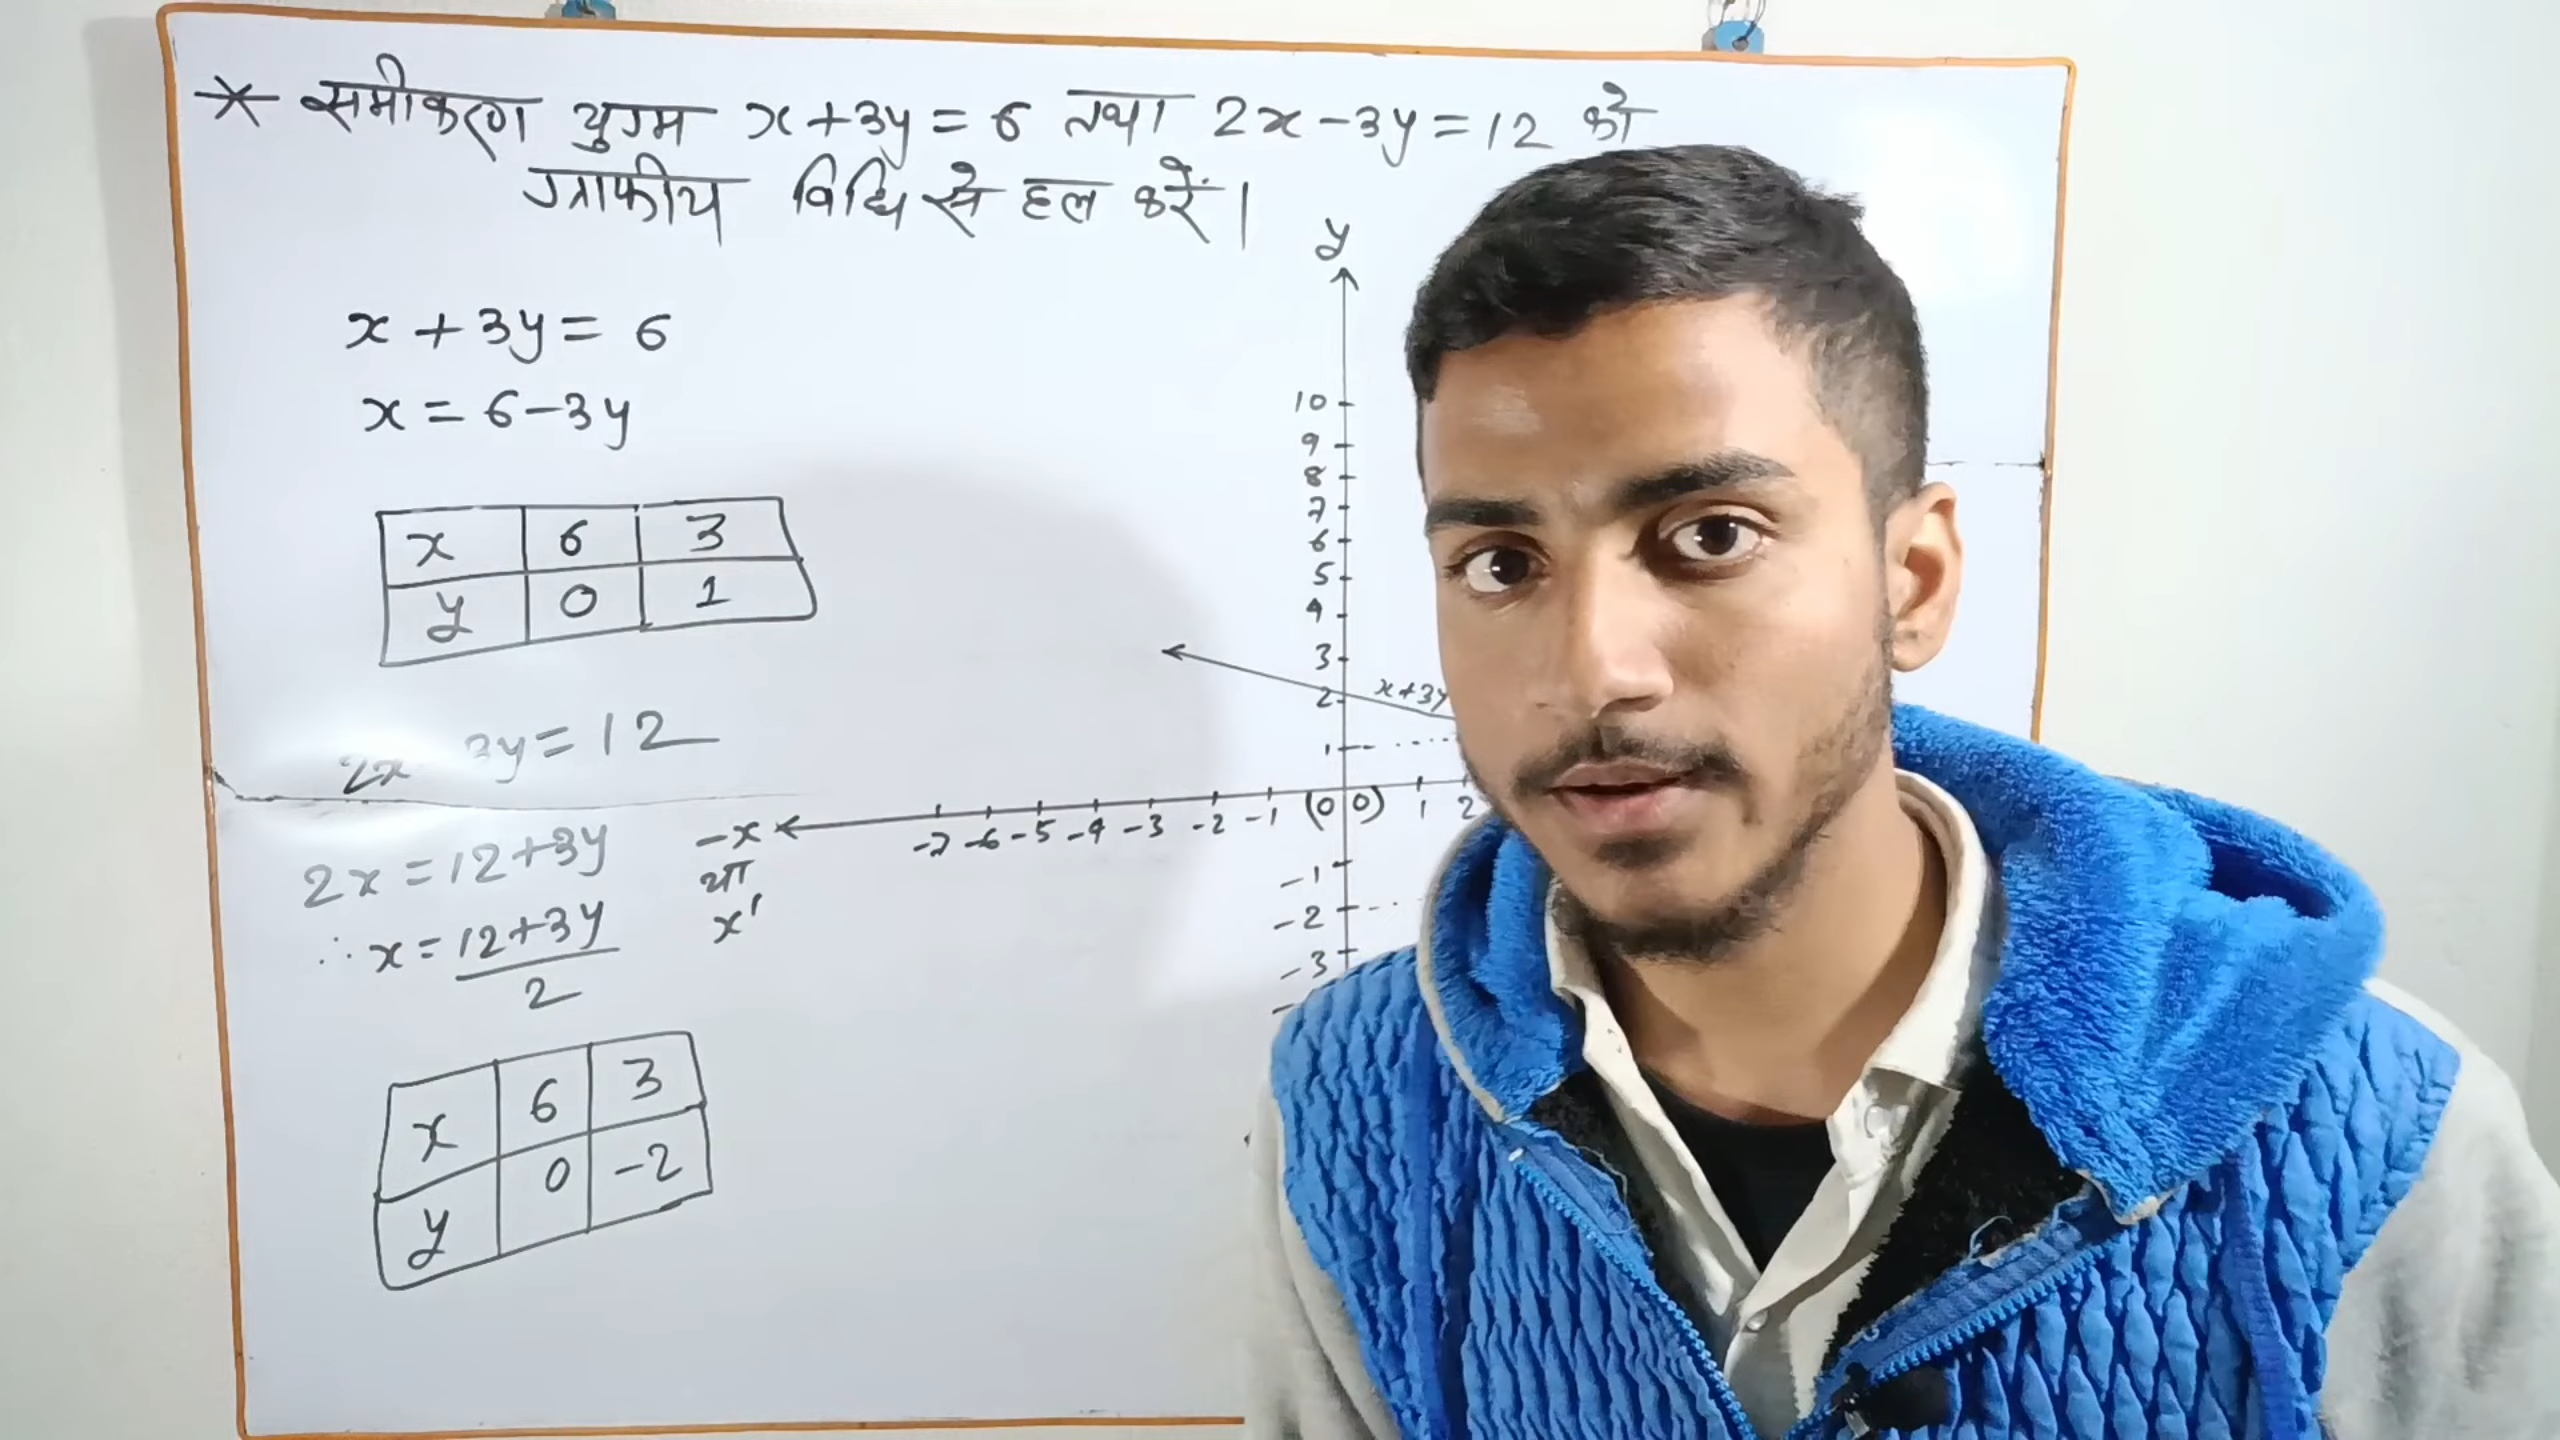 * समीकरण युग्म x+3y=6 तथा 2x-3y=12 को
ग्राफीय विधि से हल करें।
x+3y=6
x=6-3y
x 6 3
y 0 1
2x 3y=12
2x=12+3y
∴ x=12+3y
2
x 6 3
y 0 -2
y
10
9
8
7
6
5
4
3
2
x+3y
1
-x
या
x'
-7 -6 -5 -4 -3 -2 -1 (0 0) 1 2
-1
-2
-3